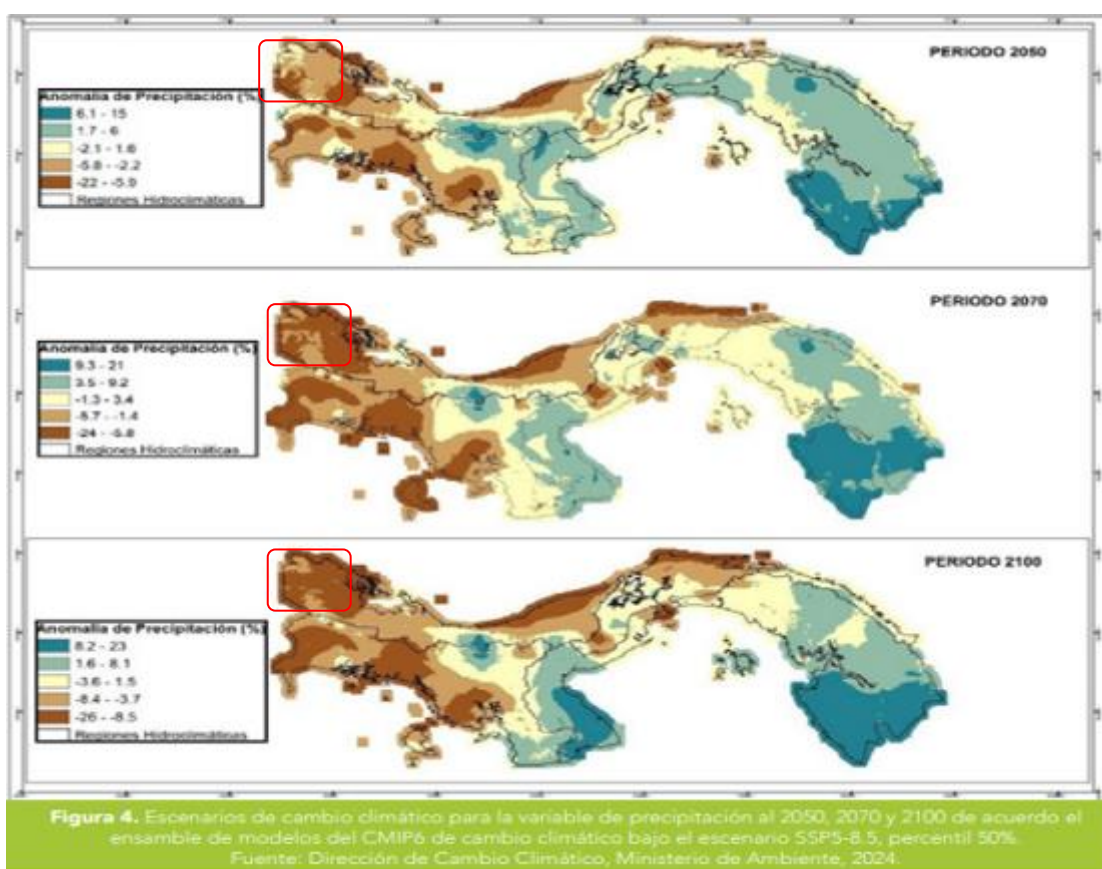 PERIODO 2050
Anomalía de Precipitación (%)
6.1 - 15
1.7 - 6
-2.1 - 1.6
-5.8 - -2.2
-22 - -5.9
Regiones Hidroclimáticas
PERIODO 2070
Anomalía de Precipitación (%)
9.3 - 21
3.5 - 9.2
-1.3 - 3.4
-5.7 - -1.4
-24 - -5.8
Regiones Hidroclimáticas
PERIODO 2100
Anomalía de Precipitación (%)
8.2 - 23
1.6 - 8.1
-3.6 - 1.5
-8.4 - -3.7
-26 - -8.5
Regiones Hidroclimáticas
Figura 4. Escenarios de cambio climático para la variable de precipitación al 2050, 2070 y 2100 de acuerdo el
ensamble de modelos del CMIP6 de cambio climático bajo el escenario SSP5-8.5, percentil 50%.
Fuente: Dirección de Cambio Climático, Ministerio de Ambiente, 2024.